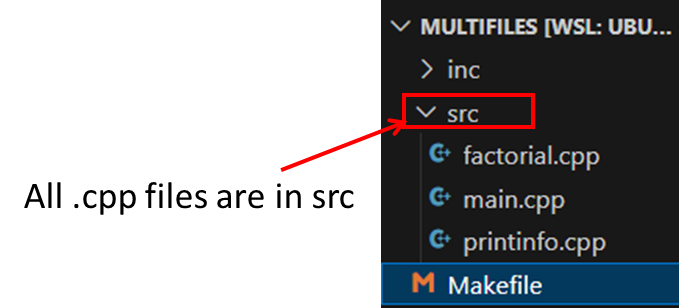 MULTIFILES [WSL: UBU...
inc
src
factorial.cpp
main.cpp
printinfo.cpp
Makefile
All .cpp files are in src